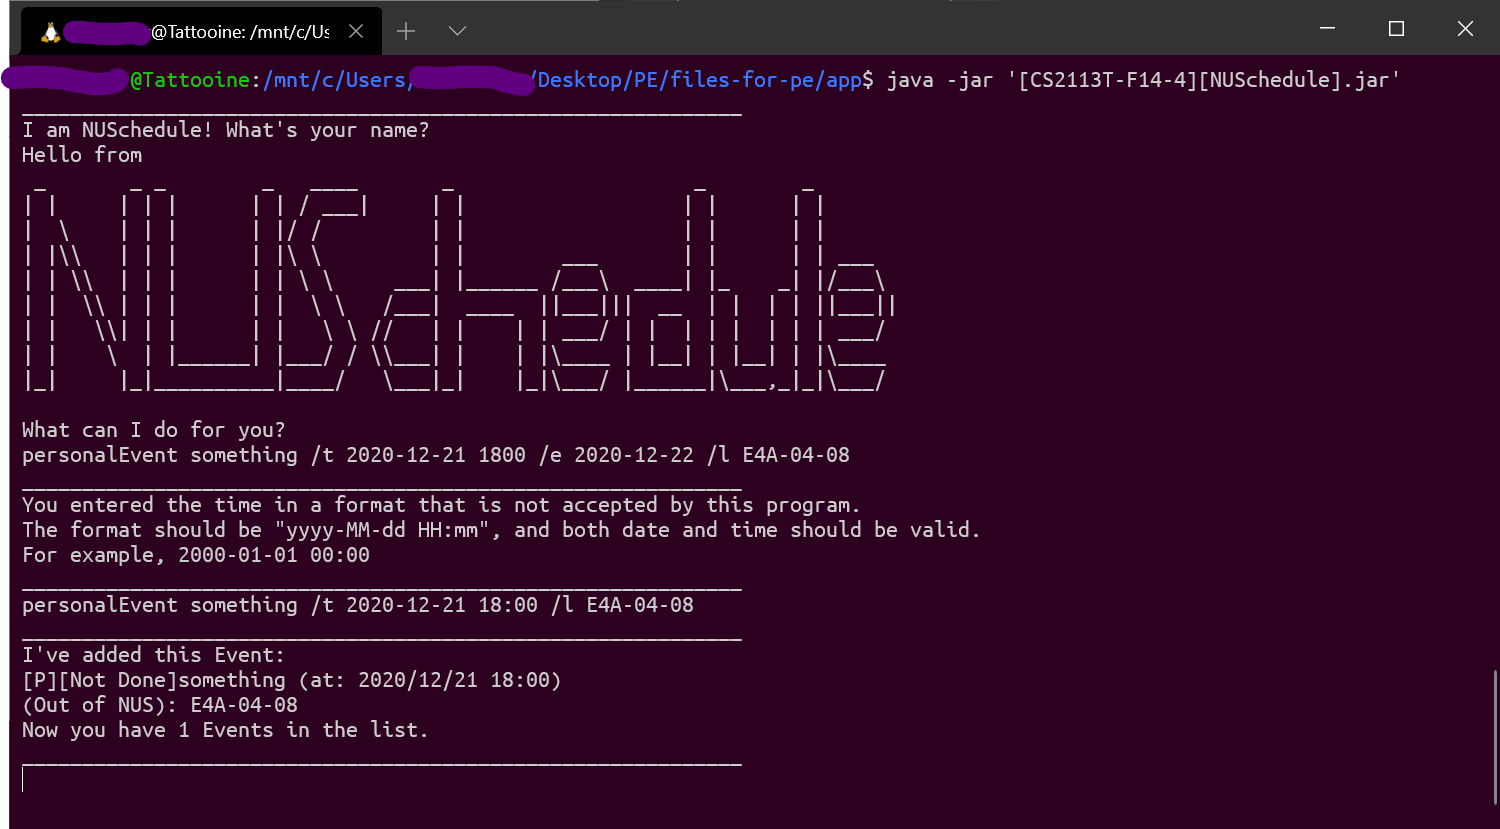 @Tattooine: /mnt/c/Us
@Tattooine:/mnt/c/Users/ /Desktop/PE/files-for-pe/app$ java -jar '[CS2113T-F14-4][NUSchedule].jar'
____________________________________________________________
I am NUSchedule! What's your name?
Hello from
NUSchedule
What can I do for you?
personalEvent something /t 2020-12-21 1800 /e 2020-12-22 /l E4A-04-08
____________________________________________________________
You entered the time in a format that is not accepted by this program.
The format should be "yyyy-MM-dd HH:mm", and both date and time should be valid.
For example, 2000-01-01 00:00
____________________________________________________________
personalEvent something /t 2020-12-21 18:00 /l E4A-04-08
____________________________________________________________
I've added this Event:
[P][Not Done]something (at: 2020/12/21 18:00)
(Out of NUS): E4A-04-08
Now you have 1 Events in the list.
____________________________________________________________